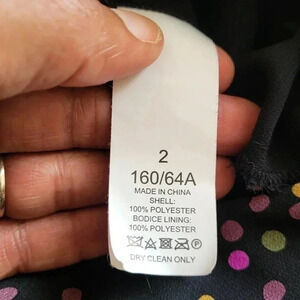 2
160/64A
MADE IN CHINA
SHELL:
100% POLYESTER
BODICE LINING:
100% POLYESTER
DRY CLEAN ONLY